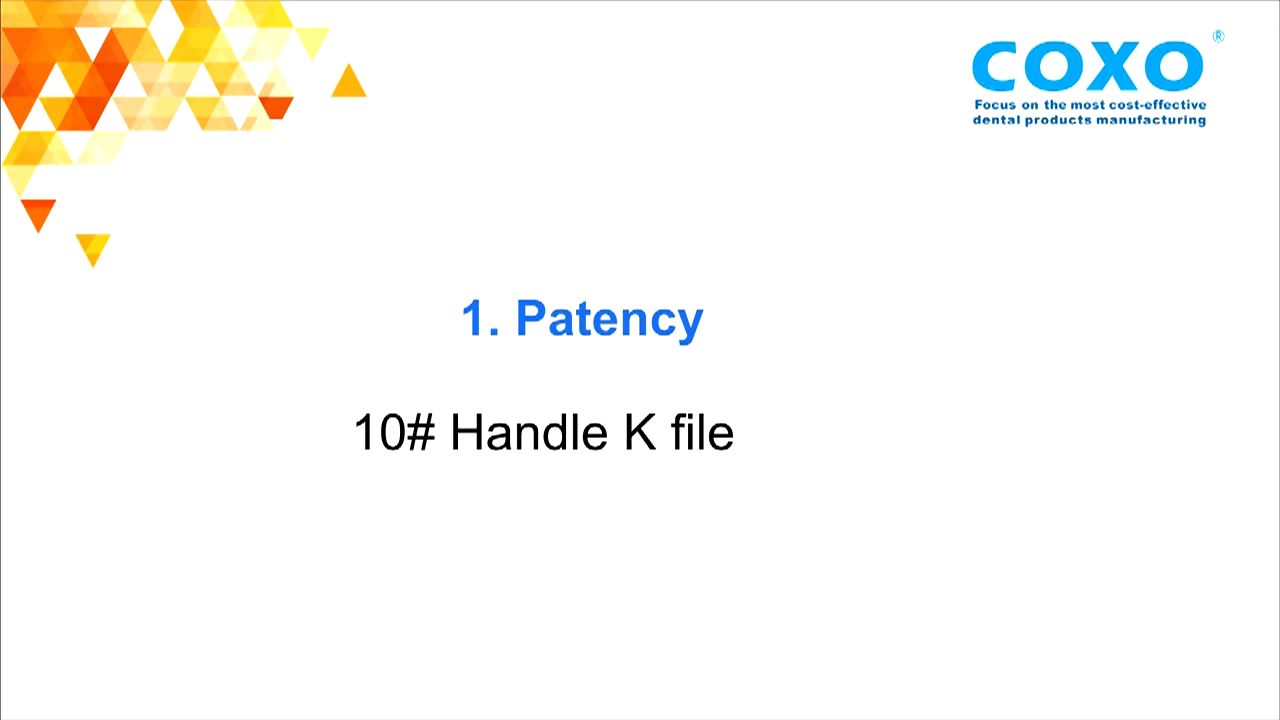 COXO®
Focus on the most cost-effective
dental products manufacturing
1. Patency
10# Handle K file